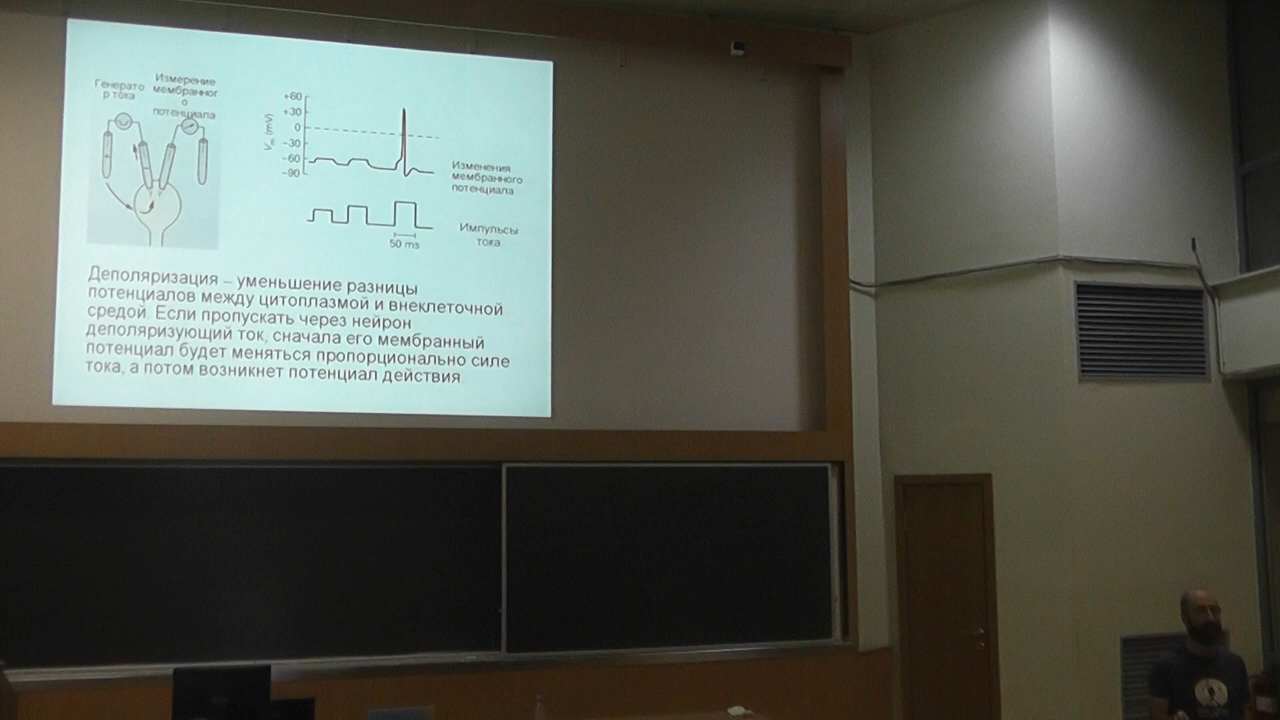 Генерато
р тока
Измерение
мембранног
о
потенциала
+60
+30
0
−30
−60
−90
Изменения
мембранного
потенциала
Импульсы
тока
50 ms
Деполяризация – уменьшение разницы
потенциалов между цитоплазмой и внеклеточной
средой. Если пропускать через нейрон
деполяризующий ток, сначала его мембранный
потенциал будет меняться пропорционально силе
тока, а потом возникнет потенциал действия.